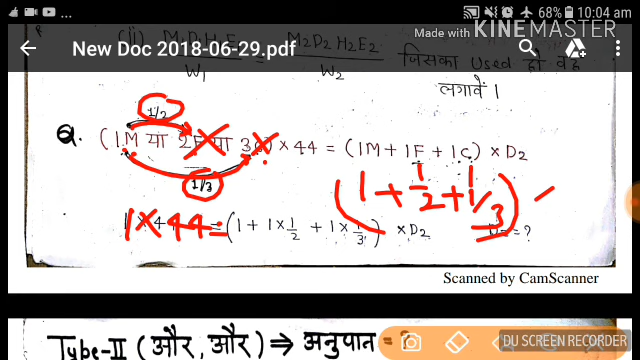 68% 10:04 am
Made with KINEMASTER
New Doc 2018-06-29.pdf
(ii) M₁D₁H₁E₁ / W₁ = M₂D₂H₂E₂ / W₂ जिसका Used हो वह
लगावें ।
1/2
Q. (1M या 2F या 3C) × 44 = (1M + 1F + 1C) × D₂
1/3
(1 + 1/2 + 1/3) ×
1 × 44 = (1 + 1 × 1/2 + 1 × 1/3) × D₂ D₂ = ?
Scanned by CamScanner
Type-II (और, और) ⇒ अनुपात = ?
DU SCREEN RECORDER